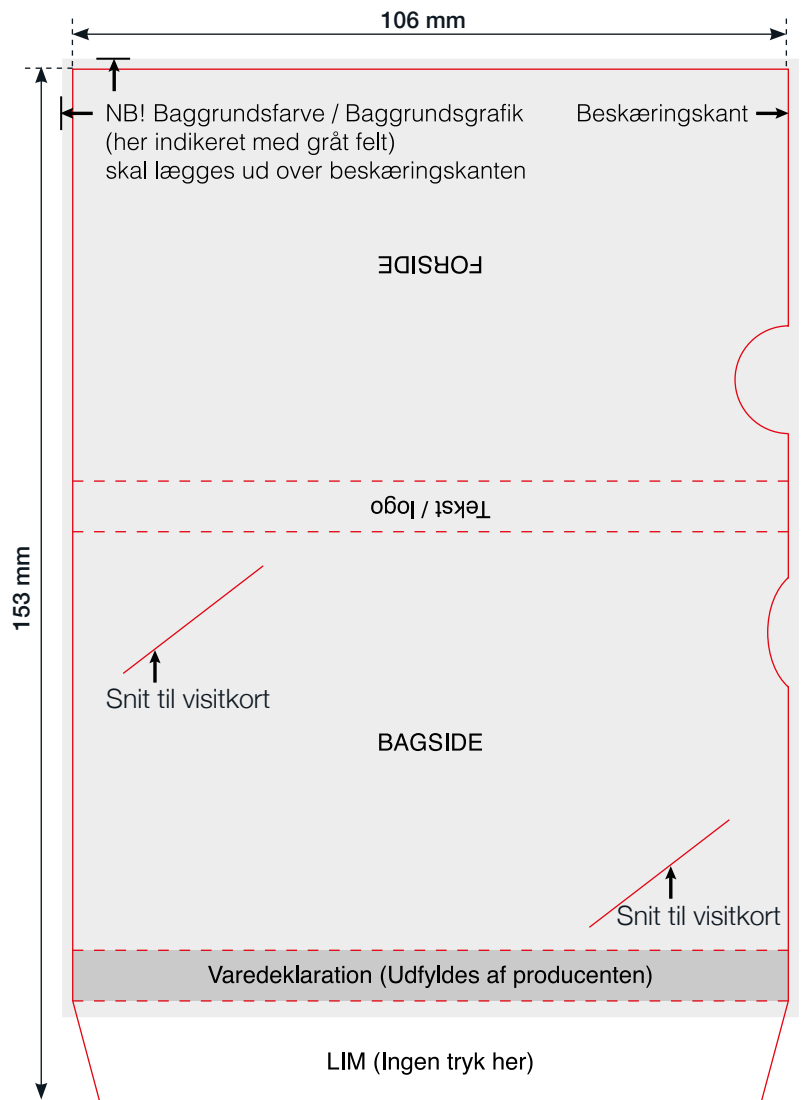 106 mm
NB! Baggrundsfarve / Baggrundsgrafik
(her indikeret med gråt felt)
skal lægges ud over beskæringskanten
Beskæringskant
FORSIDE
Tekst / logo
153 mm
Snit til visitkort
BAGSIDE
Snit til visitkort
Varedeklaration (Udfyldes af producenten)
LIM (Ingen tryk her)